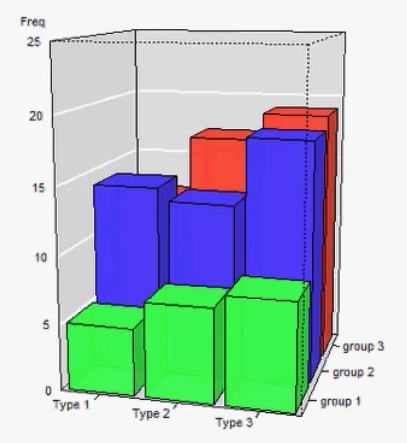 Freq
25
20
15
10
5
0
Type 1
Type 2
Type 3
group 1
group 2
group 3